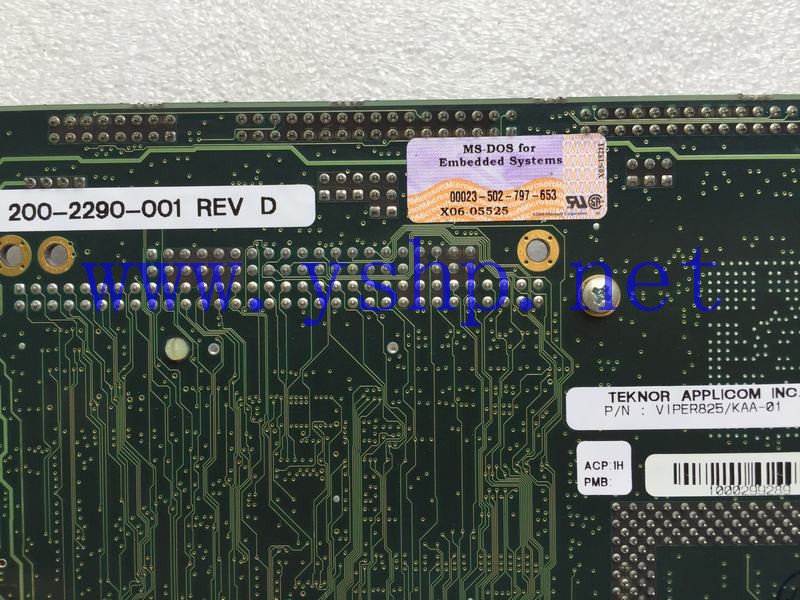 MS-DOS for
Embedded Systems
00023-502-797-653
X06-05525
200-2290-001 REV D
www.yshp.net
TEKNOR APPLICOM INC.
P/N : VIPER825/KAA-01
ACP:IH
PMB:
1000299289